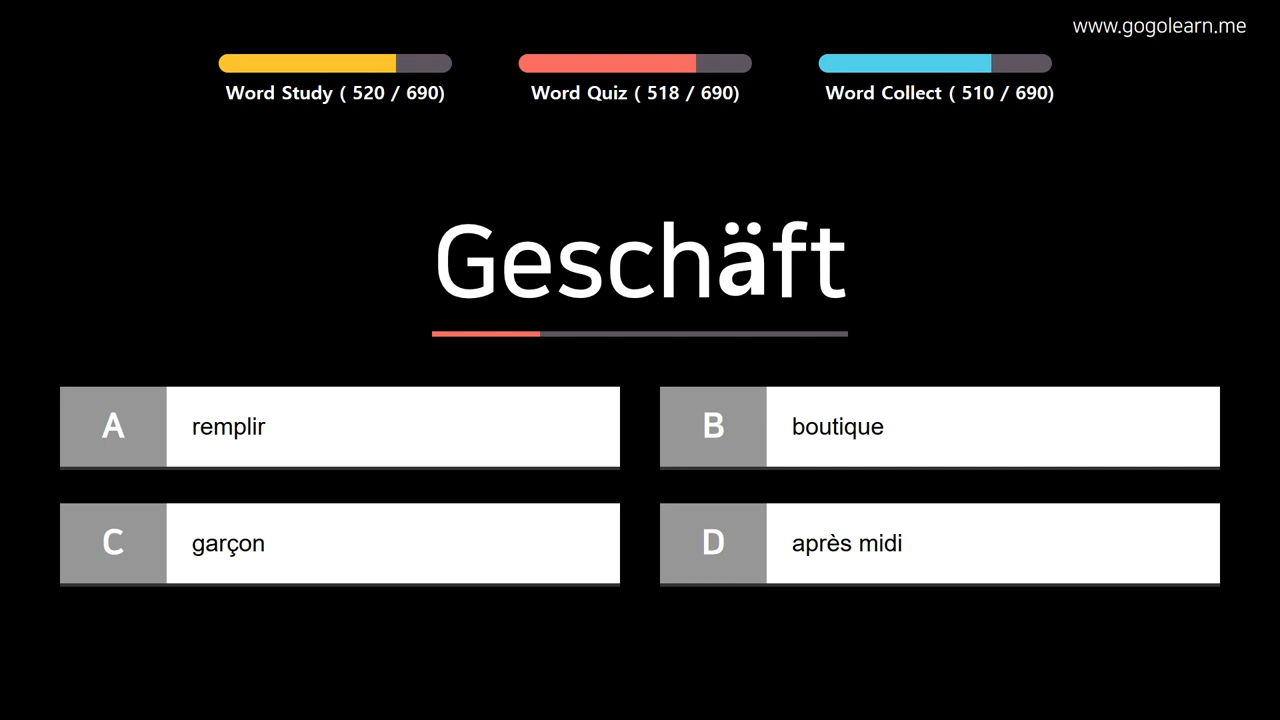 www.gogolearn.me
Word Study ( 520 / 690)
Word Quiz ( 518 / 690)
Word Collect ( 510 / 690)
Geschäft
A remplir
B boutique
C garçon
D après midi